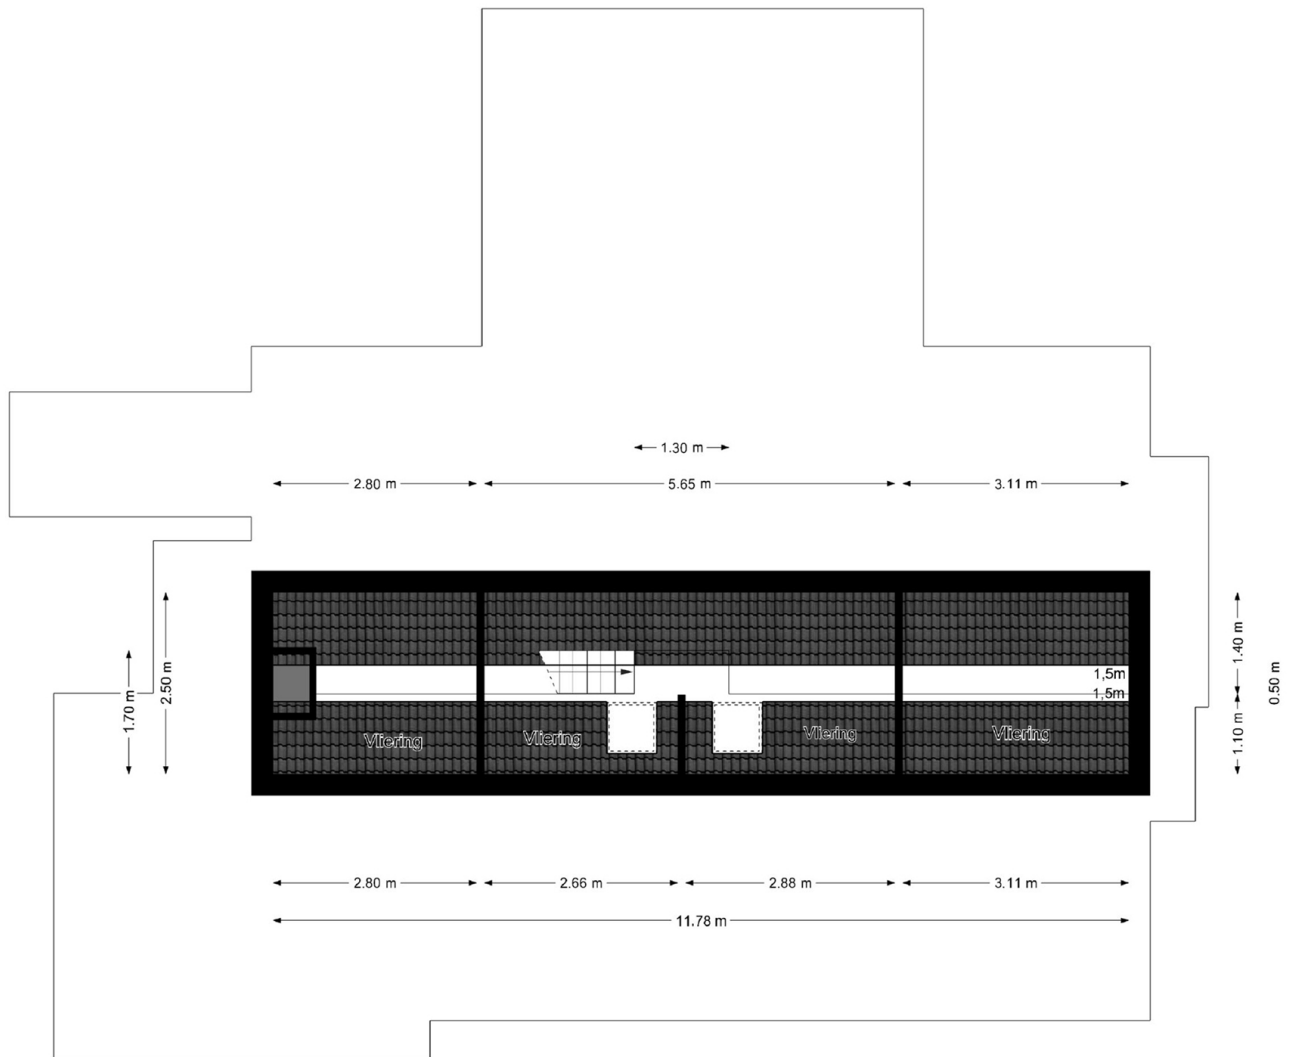 1.30 m
2.80 m
5.65 m
3.11 m
1.70 m
2.50 m
1,5m
1,5m
1.40 m
0.50 m
1.10 m
Vliering
Vliering
Vliering
Vliering
2.80 m
2.66 m
2.88 m
3.11 m
11.78 m